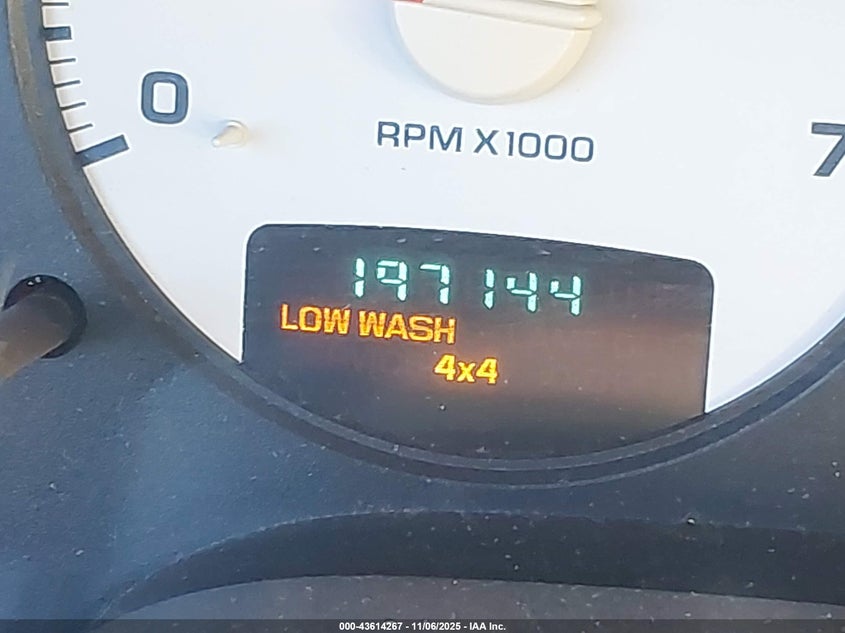 0
RPM X1000
7
197144
LOW WASH
4x4
000-43614267 - 11/06/2025 - IAA Inc.